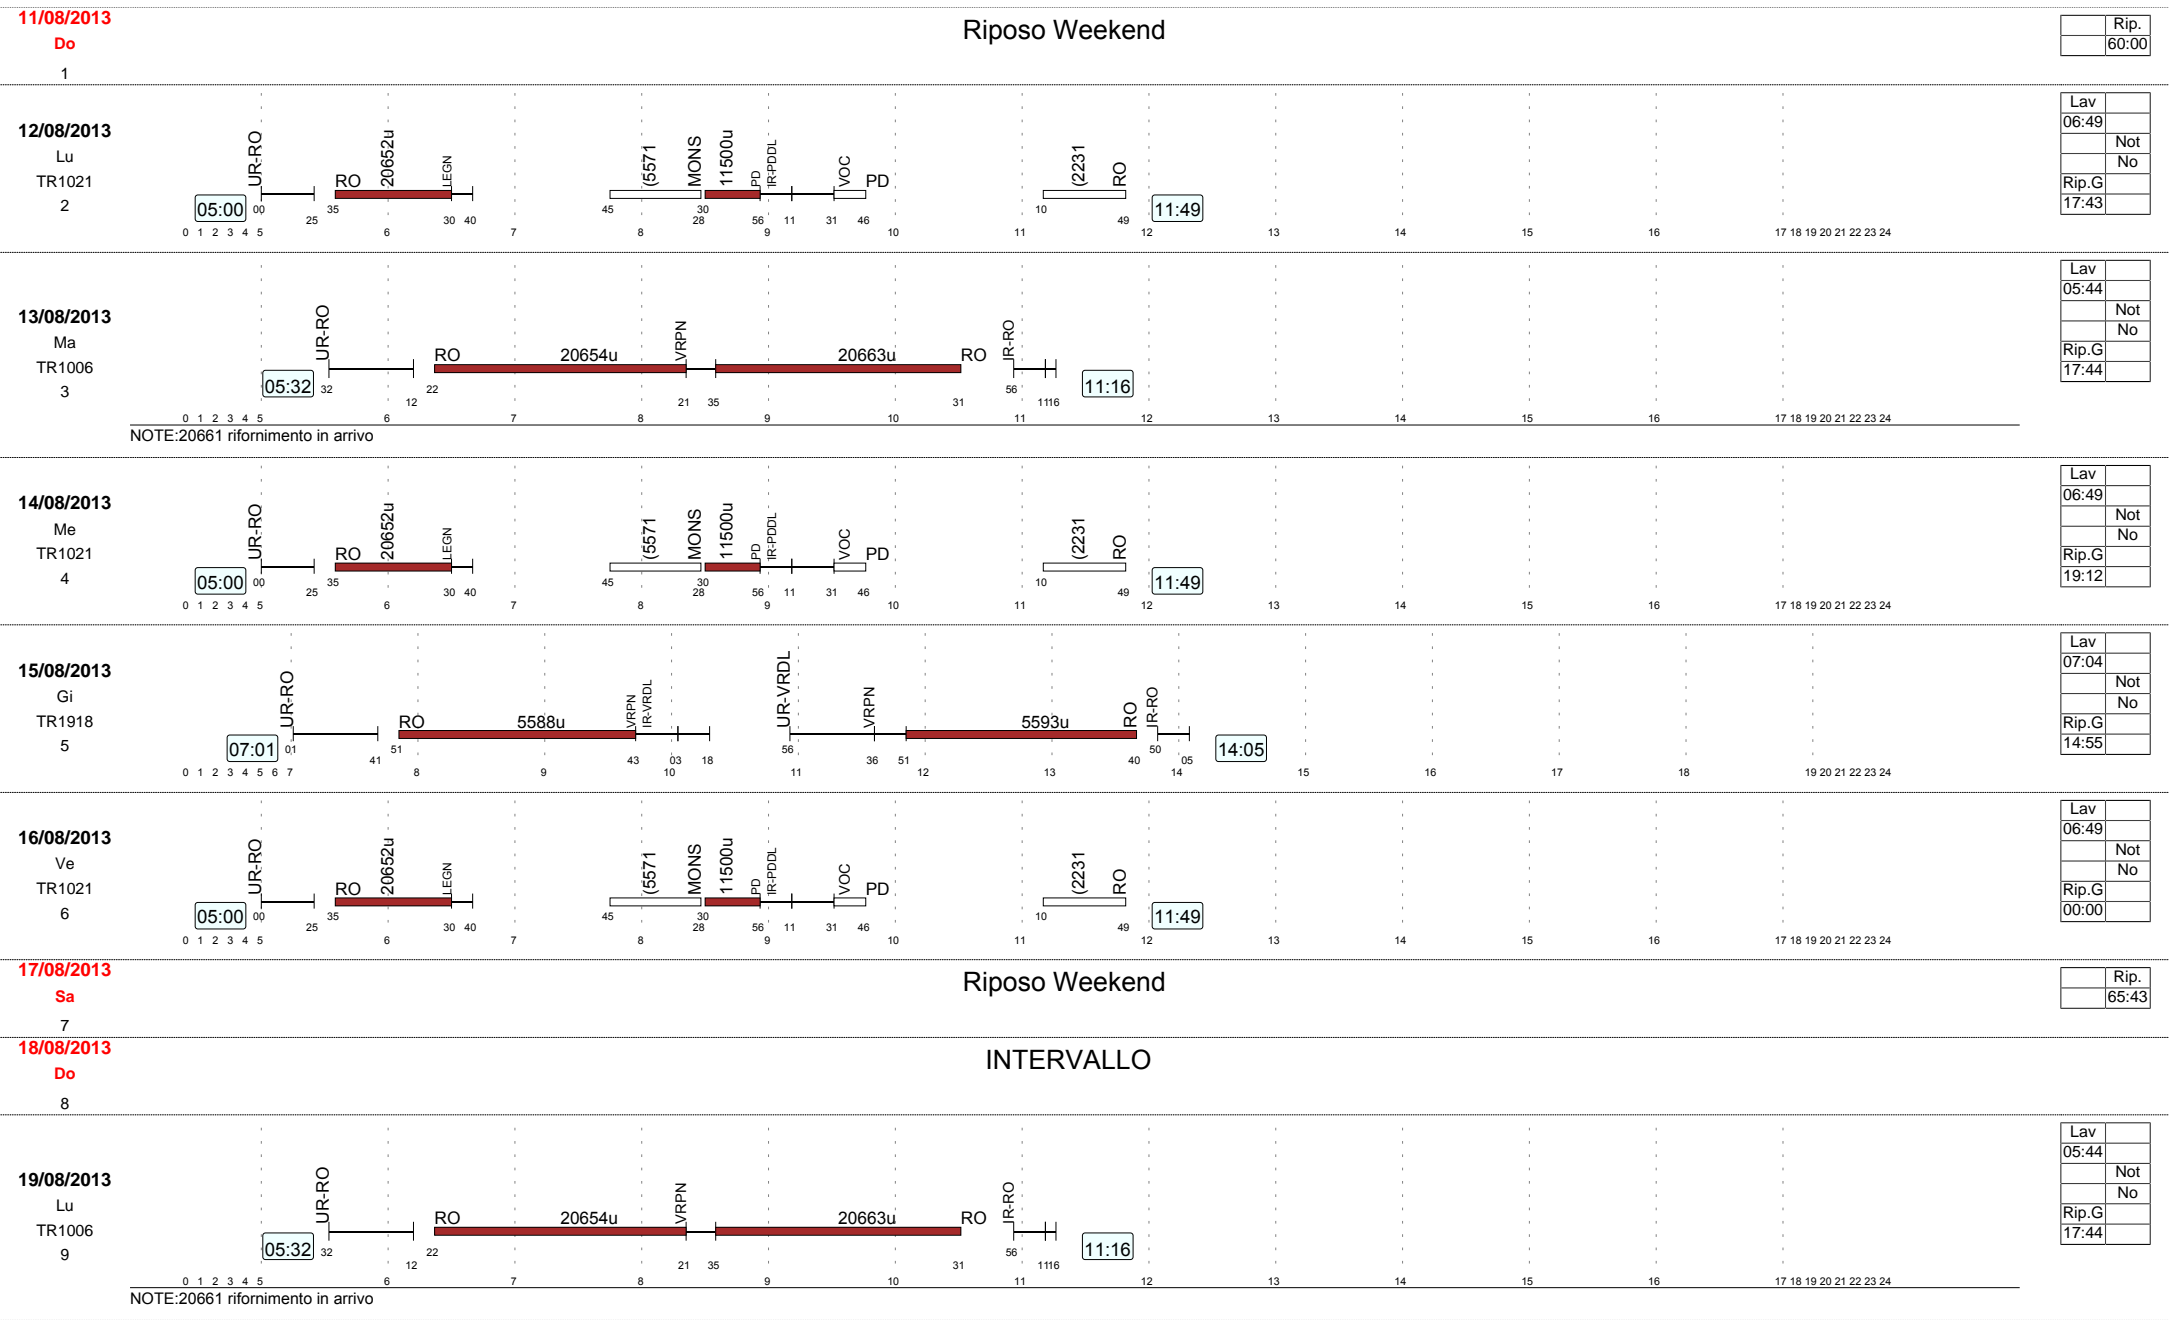 11/08/2013
Do
1
Riposo Weekend
Rip.
60:00
12/08/2013
Lu
TR1021
2
05:00
UR-RO RO 20652u LEGN (5571 MONS 11500u PD IR-PDDL VOC PD (2231 RO
11:49
00 25 35 30 40 45 28 30 56 11 31 46 10 49
0 1 2 3 4 5 6 7 8 9 10 11 12 13 14 15 16 17 18 19 20 21 22 23 24
Lav
06:49
Not
No
Rip.G
17:43
13/08/2013
Ma
TR1006
3
05:32
UR-RO RO 20654u VRPN 20663u RO IR-RO
11:16
32 12 22 21 35 31 56 11 16
0 1 2 3 4 5 6 7 8 9 10 11 12 13 14 15 16 17 18 19 20 21 22 23 24
NOTE:20661 rifornimento in arrivo
Lav
05:44
Not
No
Rip.G
17:44
14/08/2013
Me
TR1021
4
05:00
UR-RO RO 20652u LEGN (5571 MONS 11500u PD IR-PDDL VOC PD (2231 RO
11:49
00 25 35 30 40 45 28 30 56 11 31 46 10 49
0 1 2 3 4 5 6 7 8 9 10 11 12 13 14 15 16 17 18 19 20 21 22 23 24
Lav
06:49
Not
No
Rip.G
19:12
15/08/2013
Gi
TR1918
5
07:01
UR-RO RO 5588u VRPN IR-VRDL UR-VRDL VRPN 5593u RO IR-RO
14:05
01 41 51 43 03 18 56 36 51 40 50 05
0 1 2 3 4 5 6 7 8 9 10 11 12 13 14 15 16 17 18 19 20 21 22 23 24
Lav
07:04
Not
No
Rip.G
14:55
16/08/2013
Ve
TR1021
6
05:00
UR-RO RO 20652u LEGN (5571 MONS 11500u PD IR-PDDL VOC PD (2231 RO
11:49
00 25 35 30 40 45 28 30 56 11 31 46 10 49
0 1 2 3 4 5 6 7 8 9 10 11 12 13 14 15 16 17 18 19 20 21 22 23 24
Lav
06:49
Not
No
Rip.G
00:00
17/08/2013
Sa
7
Riposo Weekend
Rip.
65:43
18/08/2013
Do
8
INTERVALLO
19/08/2013
Lu
TR1006
9
05:32
UR-RO RO 20654u VRPN 20663u RO IR-RO
11:16
32 12 22 21 35 31 56 11 16
0 1 2 3 4 5 6 7 8 9 10 11 12 13 14 15 16 17 18 19 20 21 22 23 24
NOTE:20661 rifornimento in arrivo
Lav
05:44
Not
No
Rip.G
17:44